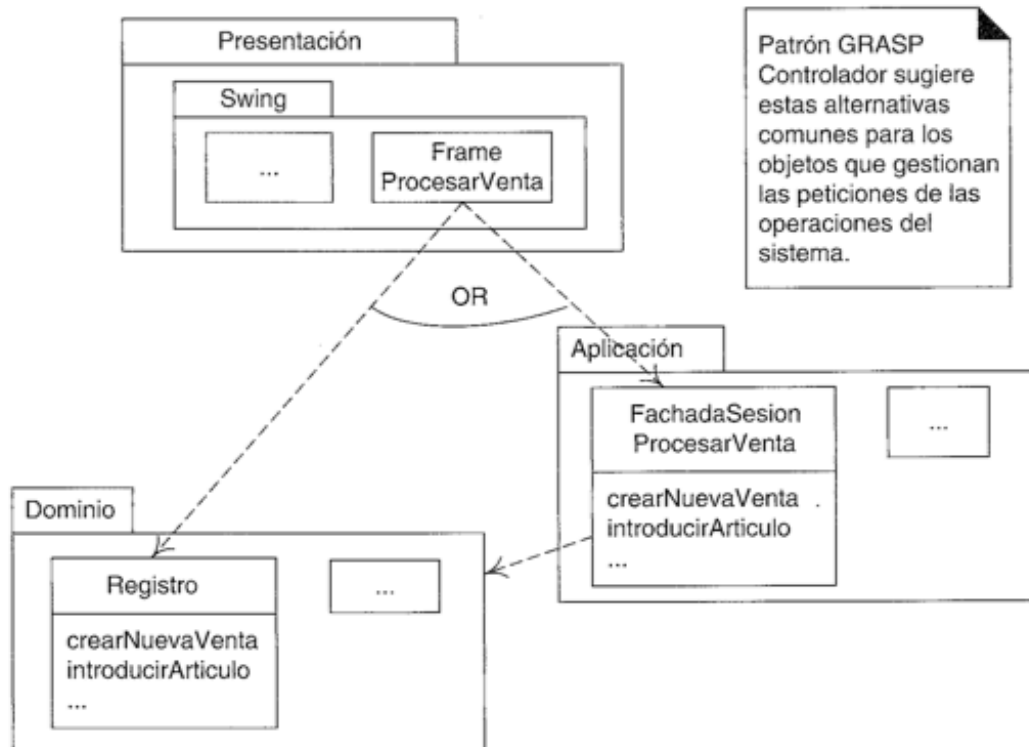 Presentación
Swing
...
Frame
ProcesarVenta
Patrón GRASP
Controlador sugiere
estas alternativas
comunes para los
objetos que gestionan
las peticiones de las
operaciones del
sistema.
OR
Aplicación
FachadaSesion
ProcesarVenta
crearNuevaVenta
introducirArticulo
...
...
Dominio
Registro
crearNuevaVenta
introducirArticulo
...
...